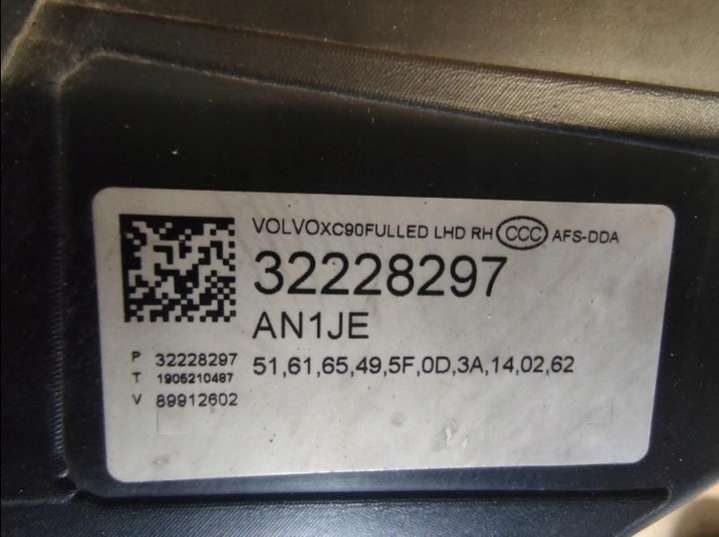 VOLVOXC90FULLED LHD RH CCC AFS-DDA
32228297
AN1JE
51,61,65,49,5F,0D,3A,14,02,62
P 32228297
T 1905210487
V 89912602